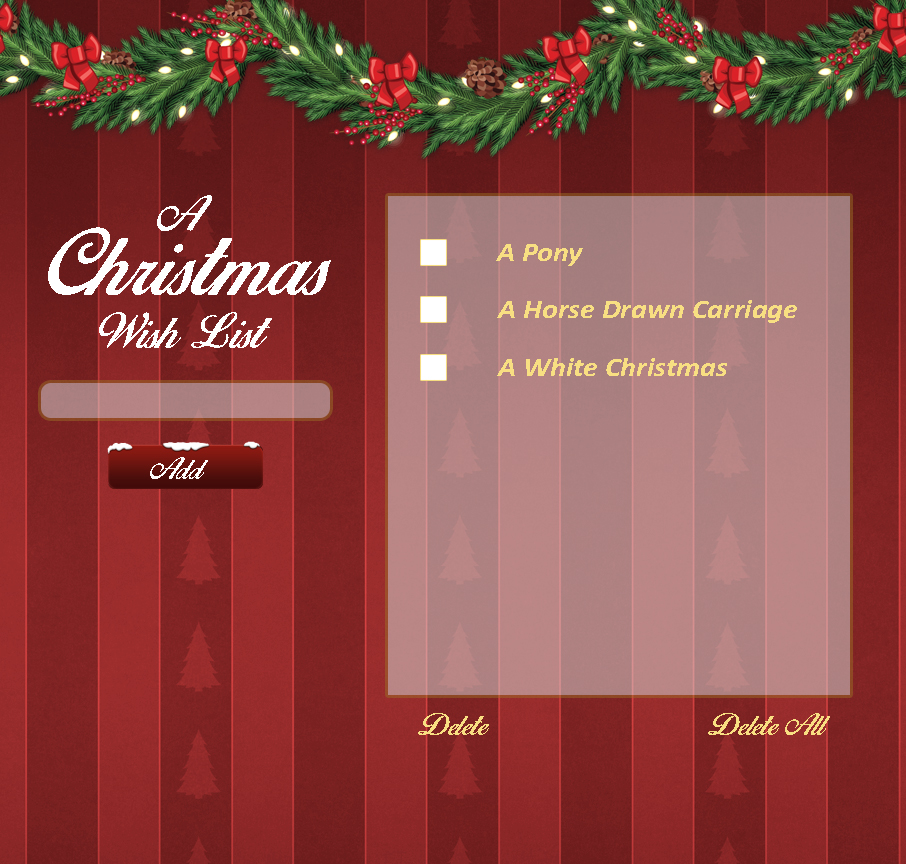 A
Christmas
Wish List
Add
A Pony
A Horse Drawn Carriage
A White Christmas
Delete
Delete All